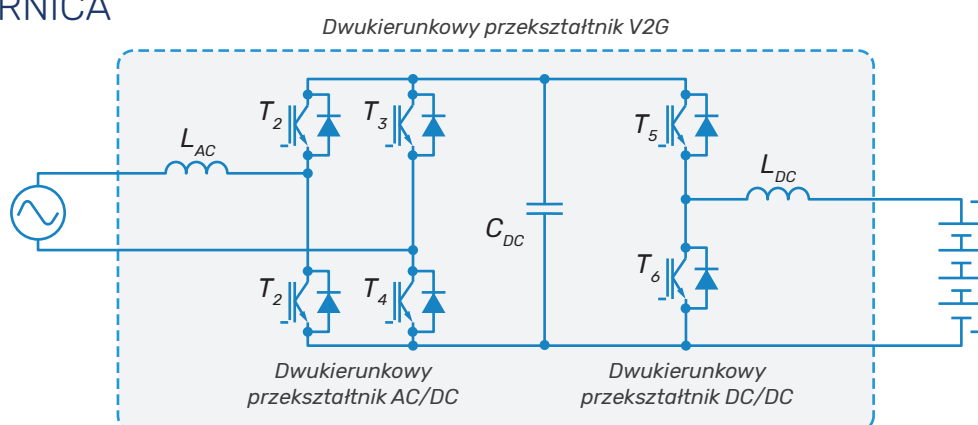 RNICA
Dwukierunkowy przekształtnik V2G
T2
T3
T5
LAC
LDC
CDC
T2
T4
T6
Dwukierunkowy
przekształtnik AC/DC
Dwukierunkowy
przekształtnik DC/DC